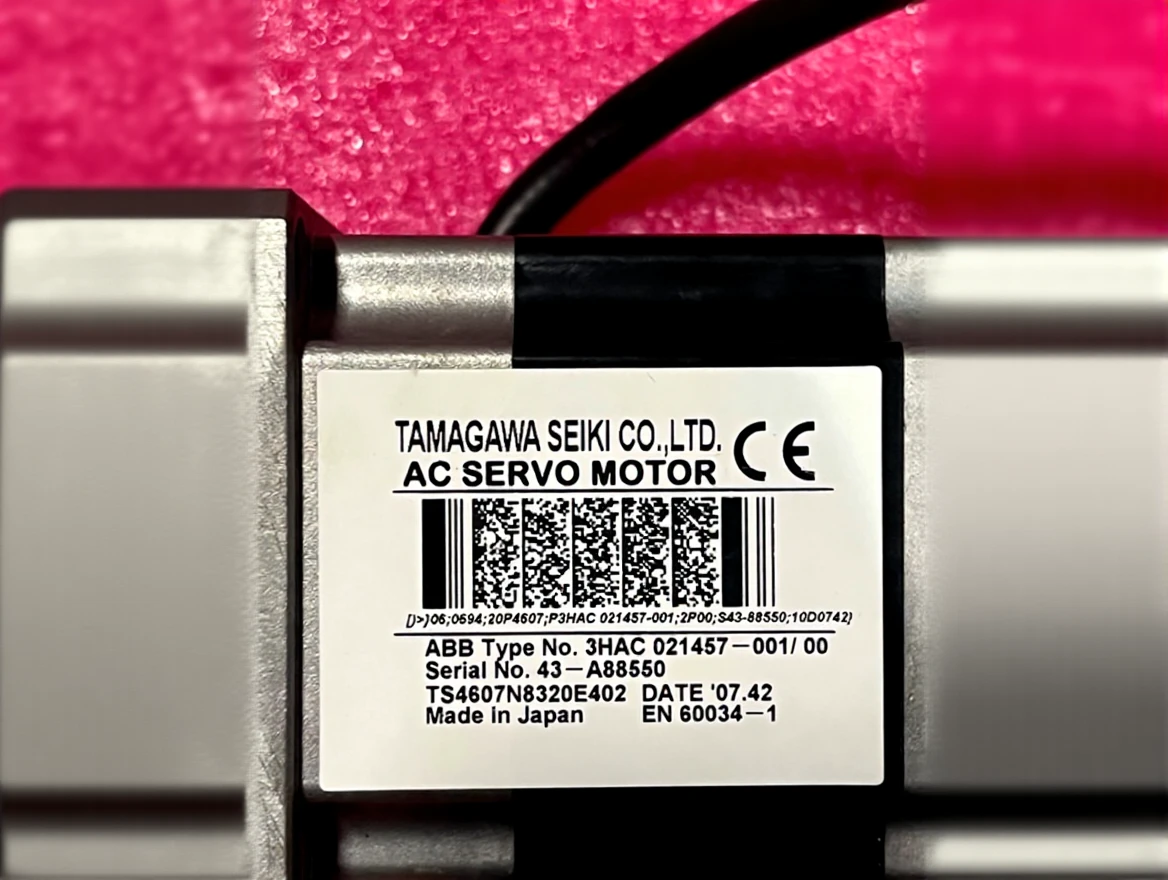 TAMAGAWA SEIKI CO.,LTD. CE
AC SERVO MOTOR
[)>}06;0694;20P4607;P3HAC 021457-001;2P00;S43-88550;10D0742}
ABB Type No. 3HAC 021457－001/ 00
Serial No. 43－A88550
TS4607N8320E402 DATE '07.42
Made in Japan EN 60034－1